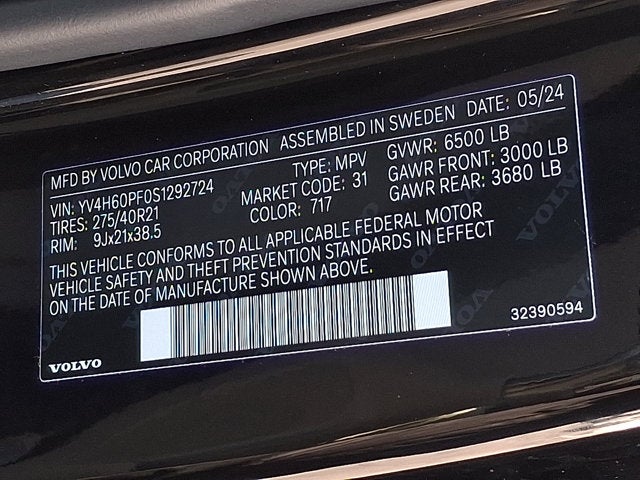 MFD BY VOLVO CAR CORPORATION ASSEMBLED IN SWEDEN DATE: 05/24
VIN: YV4H60PF0S1292724 TYPE: MPV GVWR: 6500 LB
TIRES: 275/40R21 MARKET CODE: 31 GAWR FRONT: 3000 LB
RIM: 9Jx21x38.5 COLOR: 717 GAWR REAR: 3680 LB
THIS VEHICLE CONFORMS TO ALL APPLICABLE FEDERAL MOTOR
VEHICLE SAFETY AND THEFT PREVENTION STANDARDS IN EFFECT
ON THE DATE OF MANUFACTURE SHOWN ABOVE.
VOLVO 32390594